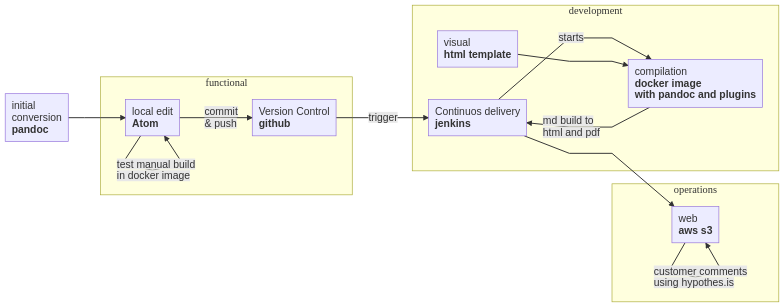 development
visual
html template
starts
compilation
docker image
with pandoc and plugins
functional
initial
conversion
pandoc
local edit
Atom
commit
& push
Version Control
github
trigger
Continuos delivery
jenkins
md build to
html and pdf
test manual build
in docker image
operations
web
aws s3
customer comments
using hypothes.is